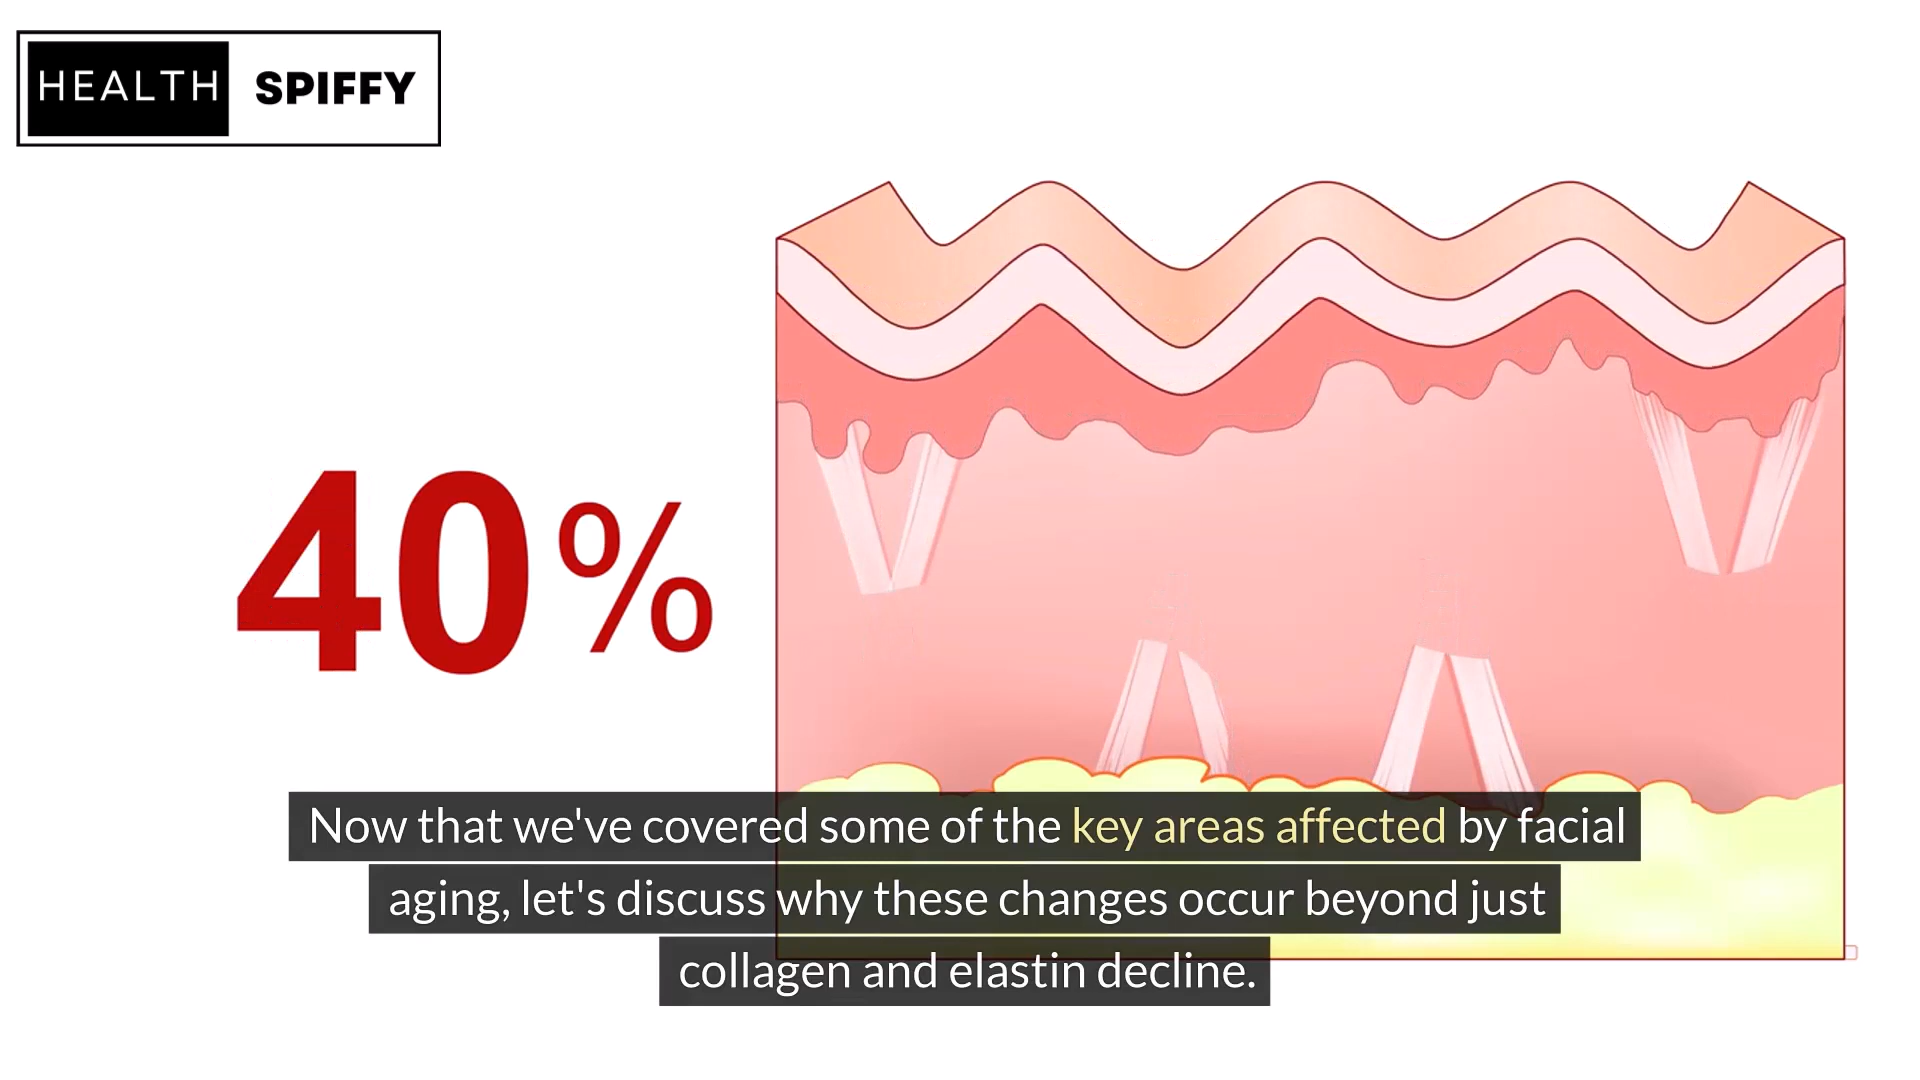 HEALTH SPIFFY
40%
Now that we've covered some of the key areas affected by facial
aging, let's discuss why these changes occur beyond just
collagen and elastin decline.